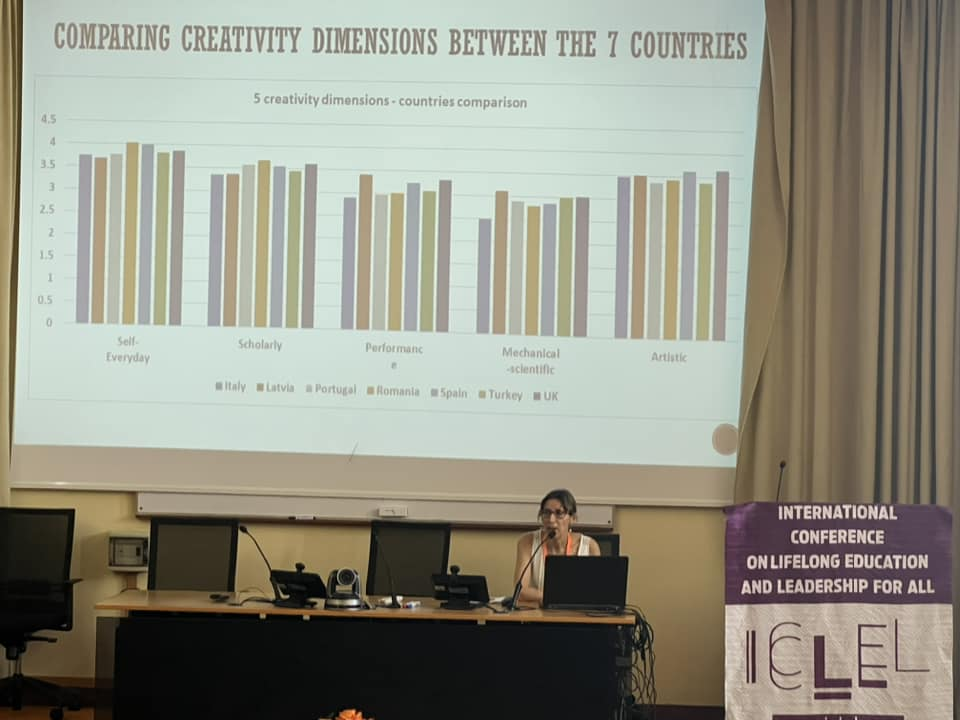 COMPARING CREATIVITY DIMENSIONS BETWEEN THE 7 COUNTRIES
5 creativity dimensions - countries comparison
4.5
4
3.5
3
2.5
2
1.5
1
0.5
0
Self-
Everyday
Scholarly
Performanc
e
Mechanical
-scientific
Artistic
Italy Latvia Portugal Romania Spain Turkey UK
INTERNATIONAL
CONFERENCE
ON LIFELONG EDUCATION
AND LEADERSHIP FOR ALL
ICLEL